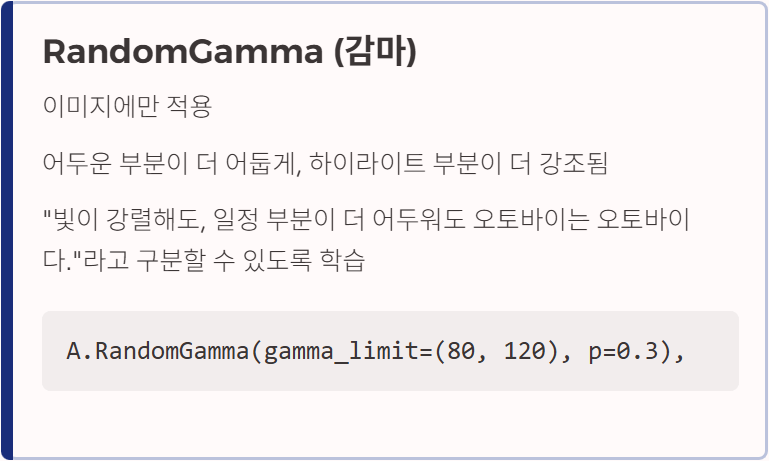 RandomGamma (감마)
이미지에만 적용
어두운 부분이 더 어둡게, 하이라이트 부분이 더 강조됨
"빛이 강렬해도, 일정 부분이 더 어두워도 오토바이는 오토바이
다."라고 구분할 수 있도록 학습
A.RandomGamma(gamma_limit=(80, 120), p=0.3),